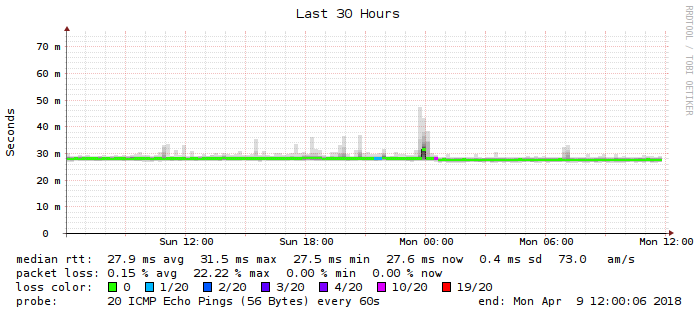 Last 30 Hours
RRDTOOL / TOBI OETIKER
Seconds
70 m
60 m
50 m
40 m
30 m
20 m
10 m
0
Sun 12:00 Sun 18:00 Mon 00:00 Mon 06:00 Mon 12:00
median rtt: 27.9 ms avg 31.5 ms max 27.5 ms min 27.6 ms now 0.4 ms sd 73.0 am/s
packet loss: 0.15 % avg 22.22 % max 0.00 % min 0.00 % now
loss color: 0 1/20 2/20 3/20 4/20 10/20 19/20
probe: 20 ICMP Echo Pings (56 Bytes) every 60s end: Mon Apr 9 12:00:06 2018